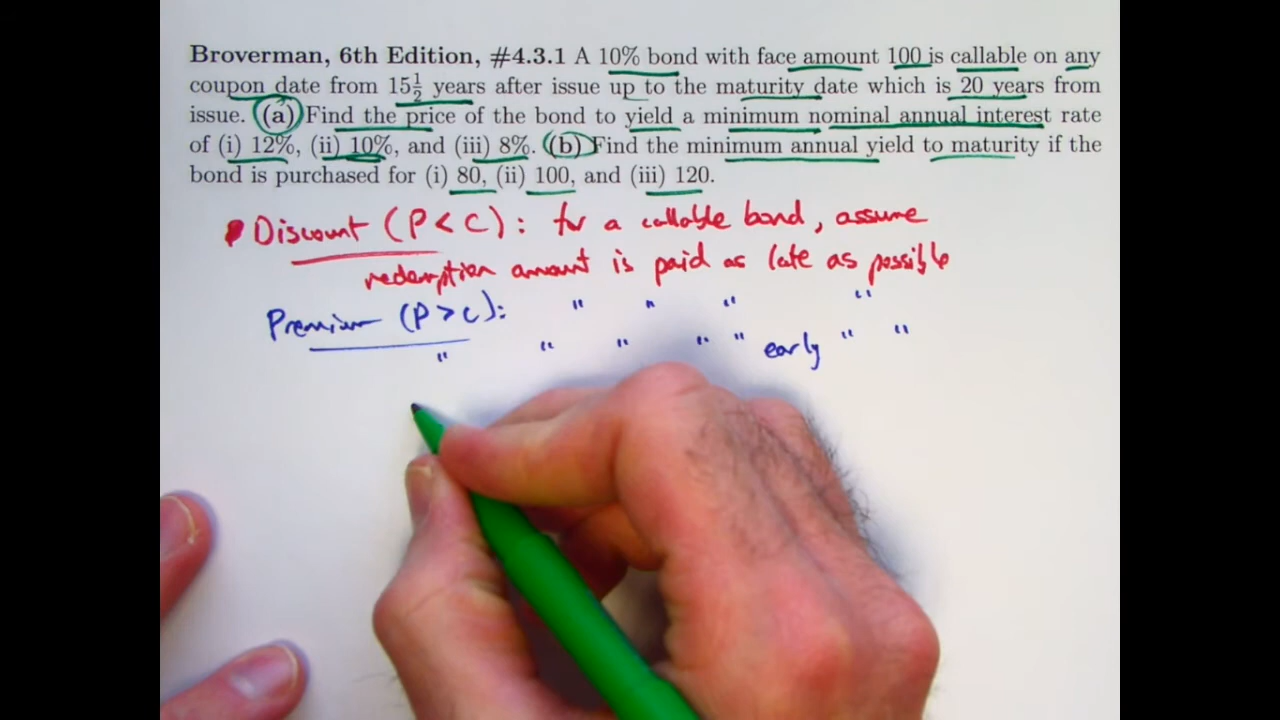 Broverman, 6th Edition, #4.3.1 A 10% bond with face amount 100 is callable on any
coupon date from 15½ years after issue up to the maturity date which is 20 years from
issue. (a) Find the price of the bond to yield a minimum nominal annual interest rate
of (i) 12%, (ii) 10%, and (iii) 8%. (b) Find the minimum annual yield to maturity if the
bond is purchased for (i) 80, (ii) 100, and (iii) 120.
Discount (P < C): for a callable bond, assume
redemption amount is paid as late as possible
Premium (P > C): " " " "
" " " " " early " "